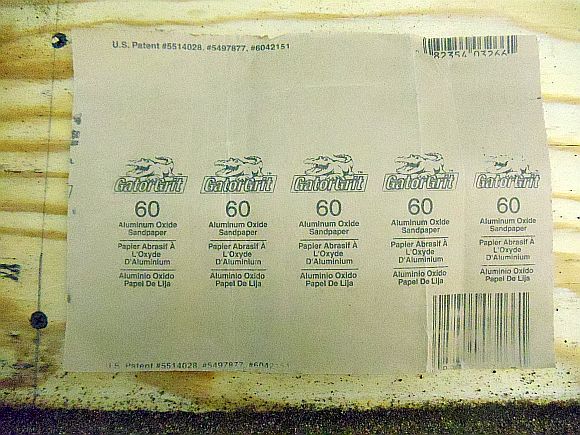 U.S. Patent #5514028, #5497877, #6042151
82354 03266
GatorGrit GatorGrit GatorGrit GatorGrit GatorGrit
60 60 60 60 60
Aluminum Oxide Aluminum Oxide Aluminum Oxide Aluminum Oxide Aluminum Oxide
Sandpaper Sandpaper Sandpaper Sandpaper Sandpaper
Papier Abrasif À Papier Abrasif À Papier Abrasif À Papier Abrasif À Papier Abrasif À
L'Oxyde L'Oxyde L'Oxyde L'Oxyde L'Oxyde
D'Aluminium D'Aluminium D'Aluminium D'Aluminium D'Aluminium
Aluminio Oxido Aluminio Oxido Aluminio Oxido Aluminio Oxido Aluminio Oxido
Papel De Lija Papel De Lija Papel De Lija Papel De Lija Papel De Lija
U.S. Patent #5514028, #5497877, #6042151